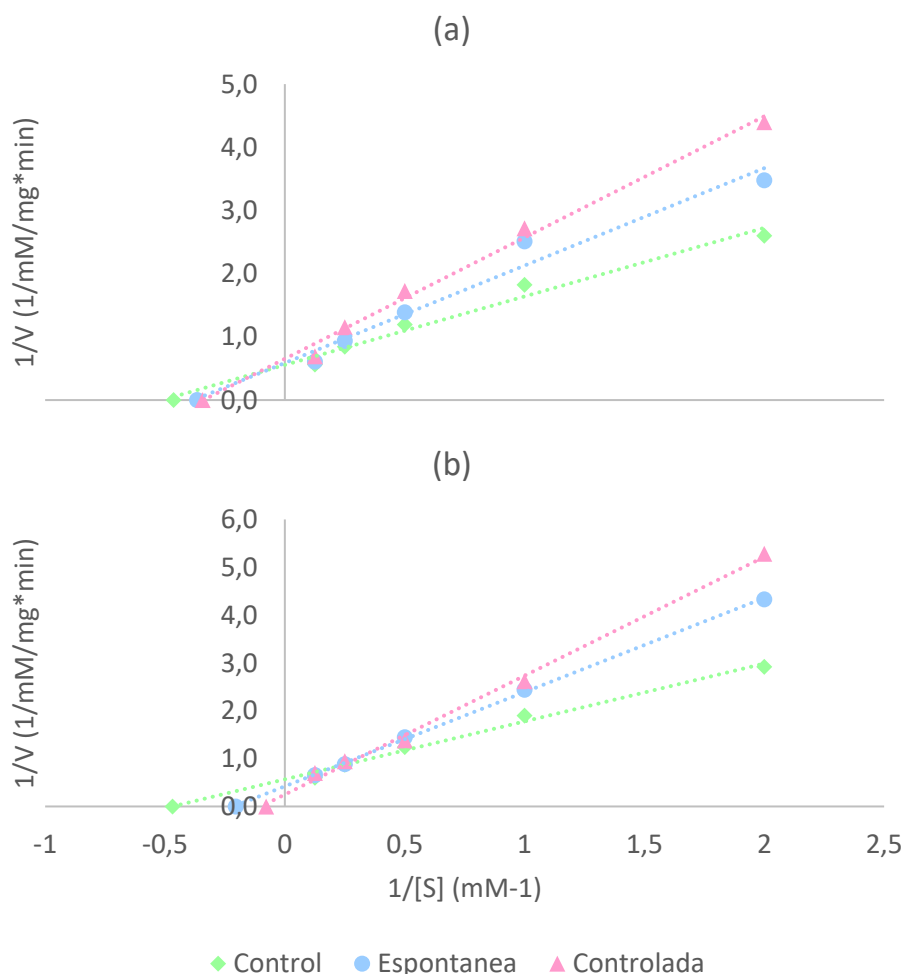 (a)
1/V (1/mM/mg*min)
5,0
4,0
3,0
2,0
1,0
0,0
(b)
1/V (1/mM/mg*min)
6,0
5,0
4,0
3,0
2,0
1,0
0,0
-1 -0,5 0 0,5 1 1,5 2 2,5
1/[S] (mM-1)
Control Espontanea Controlada